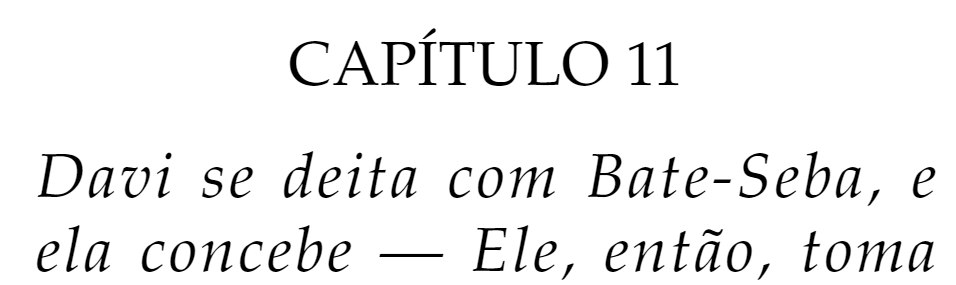 CAPÍTULO 11
Davi se deita com Bate-Seba, e
ela concebe — Ele, então, toma